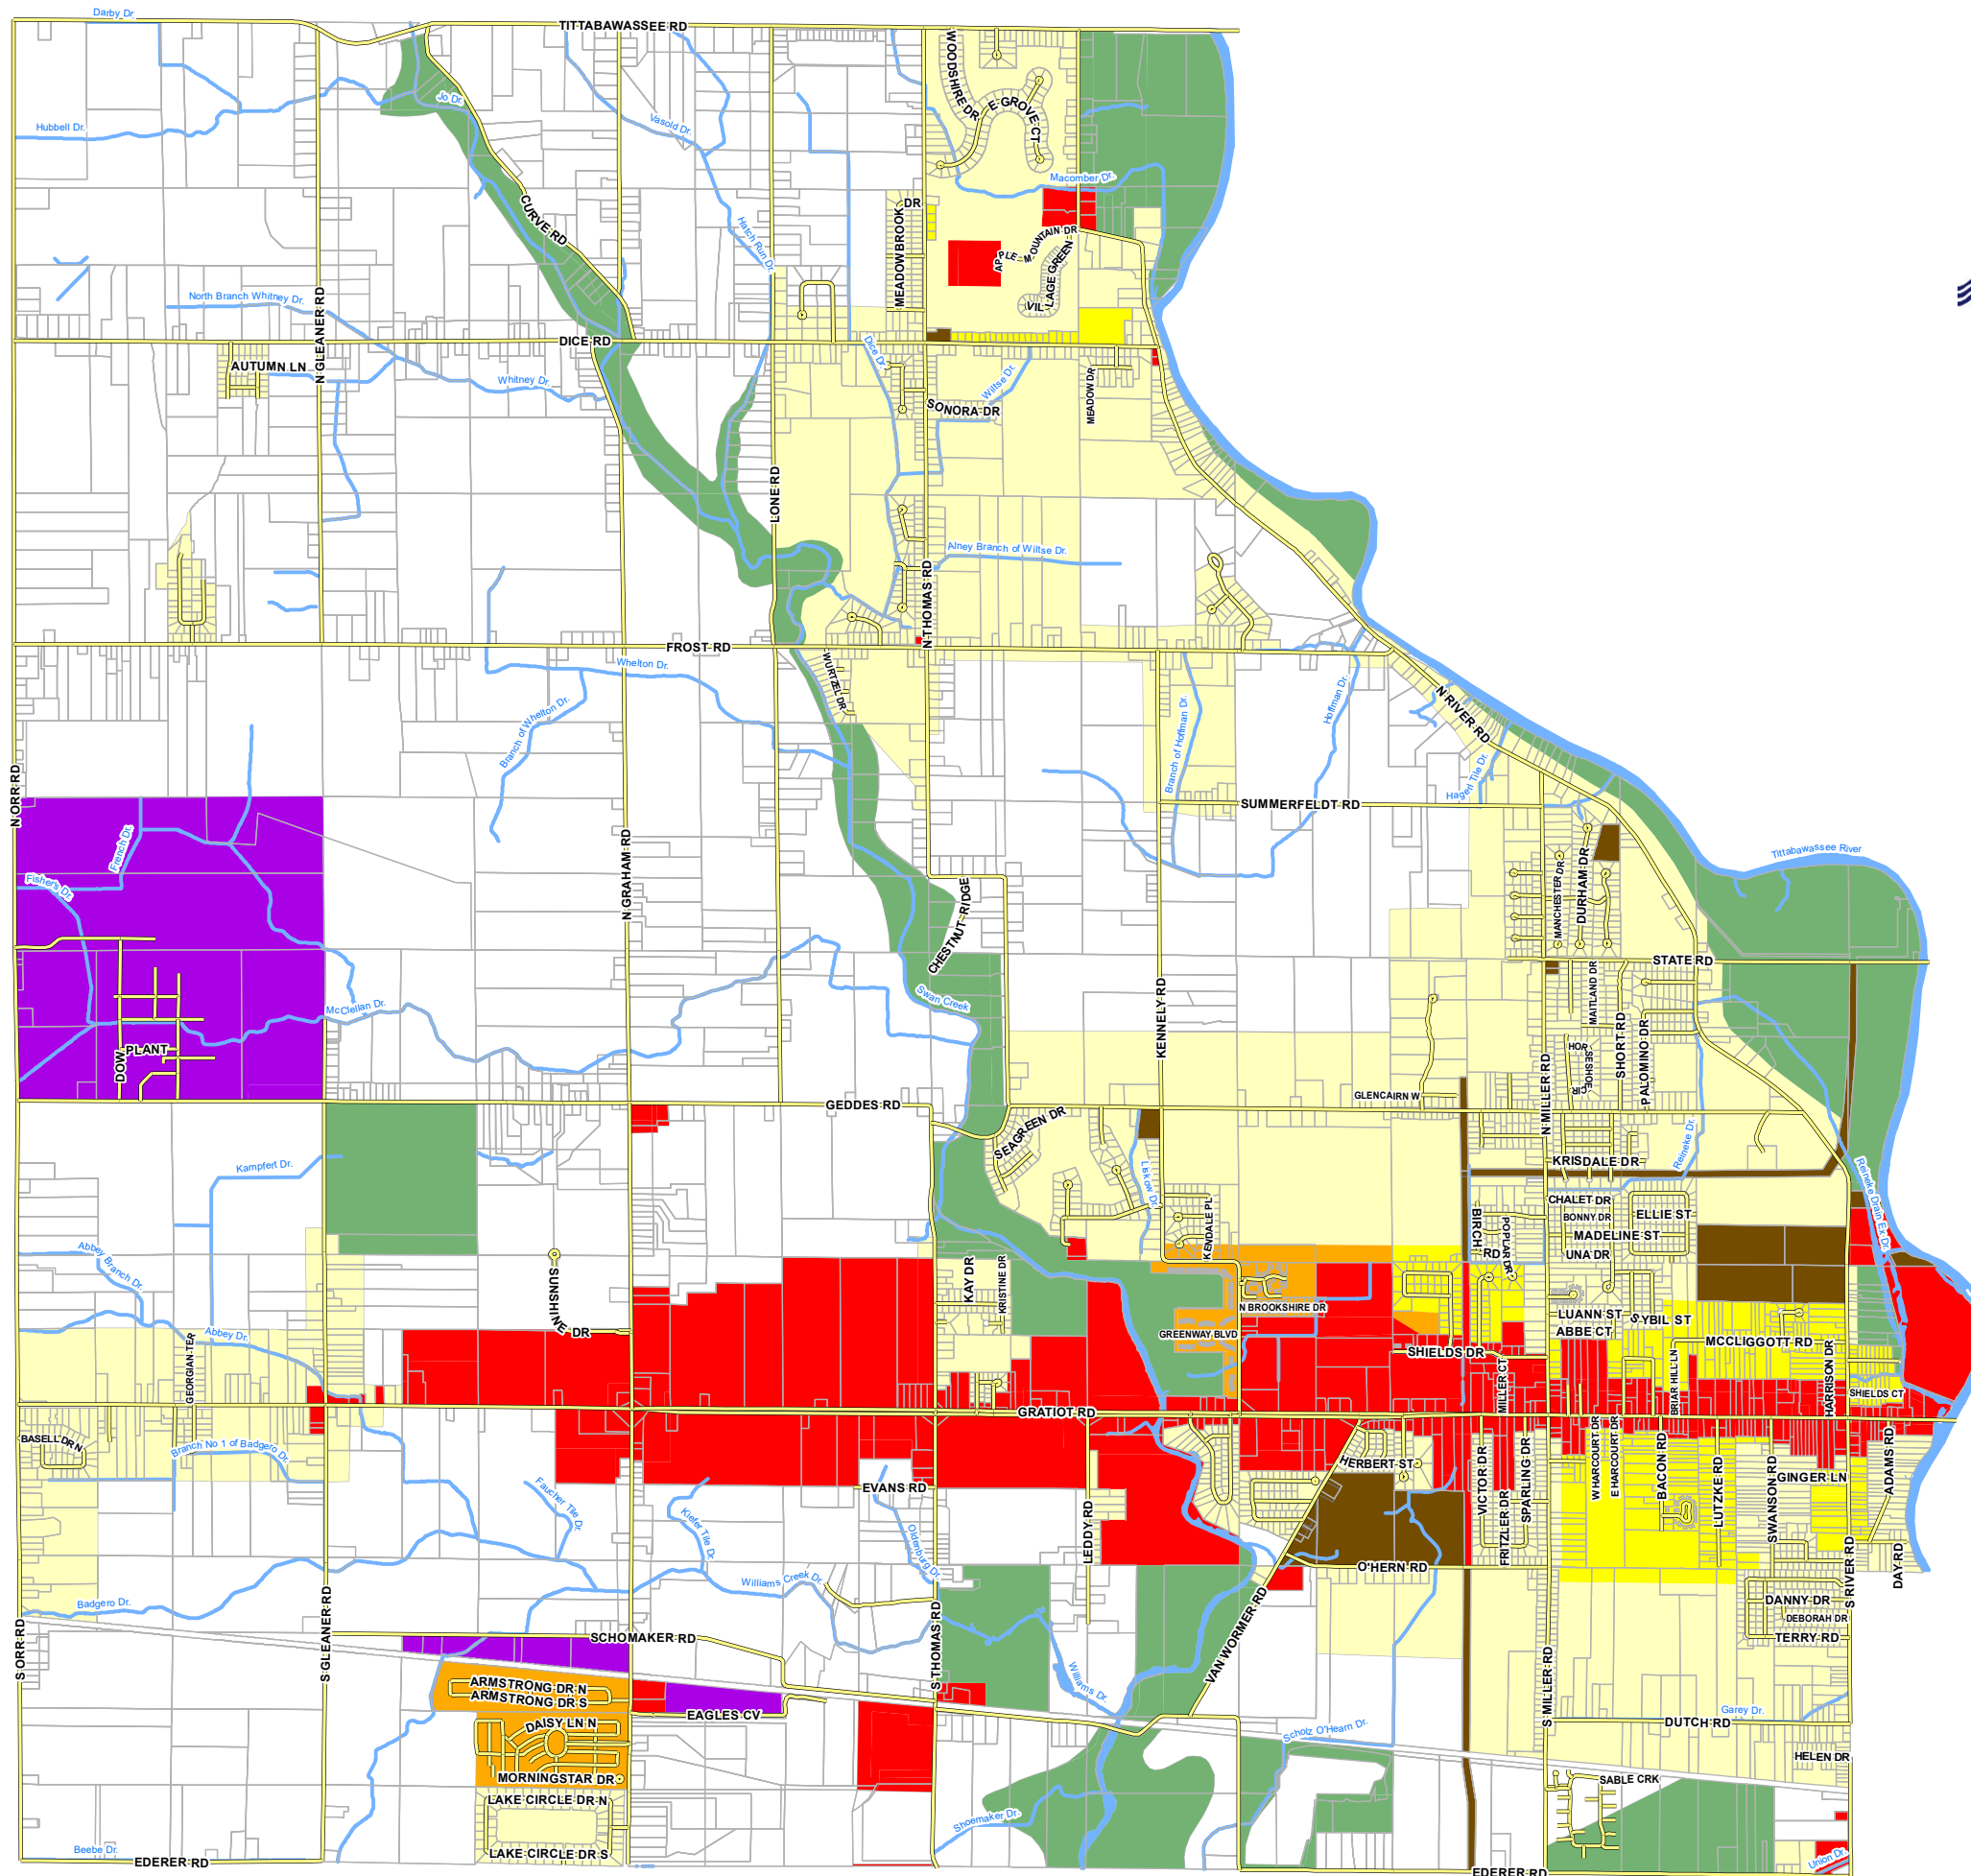 Darby Dr.
TITTABAWASSEE RD
WOODSHIRE DR
E GROVE CT
Jo Dr.
Hubbell Dr.
Vasold Dr.
Macomber Dr.
CURVE RD
MEADOWBROOK DR
Hatch Run Dr.
APPLE MOUNTAIN DR
VILLAGE GREEN
North Branch Whitney Dr.
N GLEANER RD
DICE RD
Dice Dr.
AUTUMN LN
Whitney Dr.
Wiltse Dr.
MEADOW DR
SONORA DR
LONE RD
Alney Branch of Wiltse Dr.
N THOMAS RD
FROST RD
Whelton Dr.
WURTZEL DR
Branch of Whelton Dr.
Branch of Hoffman Dr.
Hoffman Dr.
N RIVER RD
Hagert Tile Dr.
N ORR RD
SUMMERFELDT RD
French Dr.
Fishers Dr.
N GRAHAM RD
Tittabawassee River
MANCHESTER DR
DURHAM DR
CHESTNUT RIDGE
STATE RD
MAITLAND DR
Swan Creek
McClellan Dr.
KENNELY RD
DOW PLANT
SHORT RD
PALOMINO DR
HORSESHOE CIR
N MILLER RD
GLENCAIRN W
GEDDES RD
SEAGREEN DR
Reineke Dr.
KRISDALE DR
Kampfert Dr.
Liskow Dr.
Reineke Drain Ex Dr.
CHALET DR
KENDALE PL
BIRCH RD
POPLAR DR
BONNY DR
ELLIE ST
MADELINE ST
UNA DR
Abbey Branch Dr.
SUNSHINE DR
KAY DR
KRISTINE DR
N BROOKSHIRE DR
LUANN ST
SYBIL ST
Abbey Dr.
GREENWAY BLVD
ABBE CT
MCCLIGGOTT RD
GEORGIAN TER
SHIELDS DR
MILLER CT
BRIAR HILL LN
HARRISON DR
SHIELDS CT
GRATIOT RD
BASELL DR N
Branch No 1 of Badgero Dr.
HERBERT ST
VICTOR DR
SPARLING DR
W HARCOURT DR
E HARCOURT DR
BACON RD
LUTZKE RD
SWANSON RD
GINGER LN
ADAMS RD
EVANS RD
Faucher Tile Dr.
Kiefer Tile Dr.
Oldenburg Dr.
LEDDY RD
FRITZLER DR
O'HERN RD
DAY RD
Williams Creek Dr.
Badgero Dr.
S RIVER RD
DANNY DR
DEBORAH DR
TERRY RD
S ORR RD
S GLEANER RD
SCHOMAKER RD
S THOMAS RD
VAN WORMER RD
Williams Dr.
S MILLER RD
ARMSTRONG DR N
ARMSTRONG DR S
EAGLES CV
DAISY LN N
Garey Dr.
DUTCH RD
Scholz O'Hearn Dr.
HELEN DR
MORNINGSTAR DR
SABLE CRK
LAKE CIRCLE DR N
Shoemaker Dr.
Beebe Dr.
LAKE CIRCLE DR S
EDERER RD
Union Dr.
EDERER RD